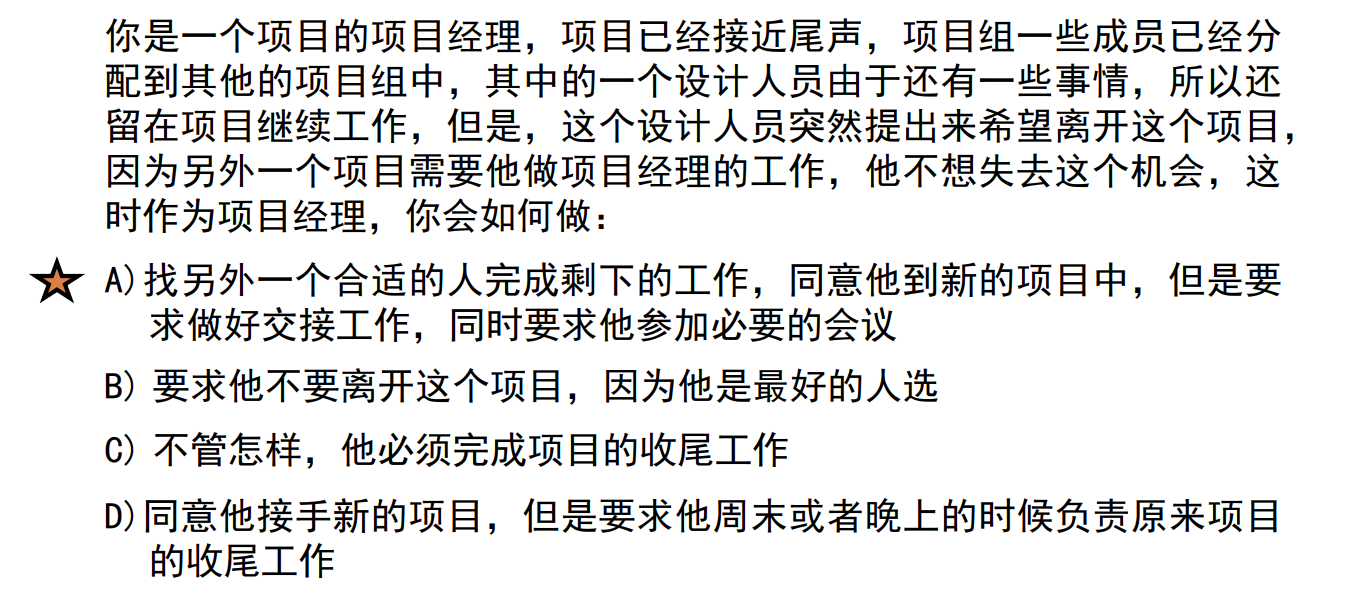 你是一个项目的项目经理，项目已经接近尾声，项目组一些成员已经分
配到其他的项目组中，其中的一个设计人员由于还有一些事情，所以还
留在项目继续工作，但是，这个设计人员突然提出来希望离开这个项目，
因为另外一个项目需要他做项目经理的工作，他不想失去这个机会，这
时作为项目经理，你会如何做：
A)找另外一个合适的人完成剩下的工作，同意他到新的项目中，但是要
求做好交接工作，同时要求他参加必要的会议
B) 要求他不要离开这个项目，因为他是最好的人选
C) 不管怎样，他必须完成项目的收尾工作
D)同意他接手新的项目，但是要求他周末或者晚上的时候负责原来项目
的收尾工作